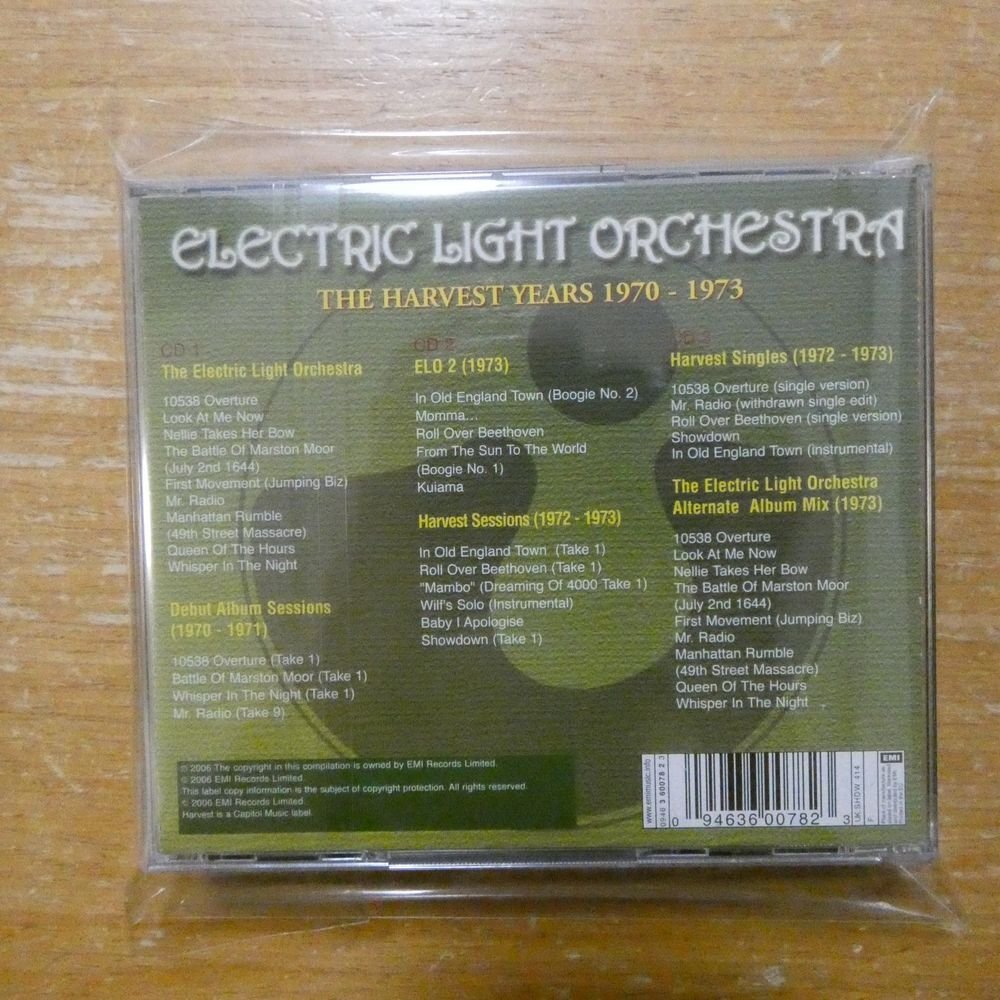 ELECTRIC LIGHT ORCHESTRA
THE HARVEST YEARS 1970 - 1973
CD 1
The Electric Light Orchestra
10538 Overture
Look At Me Now
Nellie Takes Her Bow
The Battle Of Marston Moor
(July 2nd 1644)
First Movement (Jumping Biz)
Mr. Radio
Manhattan Rumble
(49th Street Massacre)
Queen Of The Hours
Whisper In The Night
Debut Album Sessions
(1970 - 1971)
10538 Overture (Take 1)
Battle Of Marston Moor (Take 1)
Whisper In The Night (Take 1)
Mr. Radio (Take 9)
CD 2
ELO 2 (1973)
In Old England Town (Boogie No. 2)
Momma...
Roll Over Beethoven
From The Sun To The World
(Boogie No. 1)
Kuiama
Harvest Sessions (1972 - 1973)
In Old England Town (Take 1)
Roll Over Beethoven (Take 1)
"Mambo" (Dreaming Of 4000 Take 1)
Wilf's Solo (Instrumental)
Baby I Apologise
Showdown (Take 1)
CD 3
Harvest Singles (1972 - 1973)
10538 Overture (single version)
Mr. Radio (withdrawn single edit)
Roll Over Beethoven (single version)
Showdown
In Old England Town (instrumental)
The Electric Light Orchestra
Alternate Album Mix (1973)
10538 Overture
Look At Me Now
Nellie Takes Her Bow
The Battle Of Marston Moor
(July 2nd 1644)
First Movement (Jumping Biz)
Mr. Radio
Manhattan Rumble
(49th Street Massacre)
Queen Of The Hours
Whisper In The Night
℗ 2006 The copyright in this compilation is owned by EMI Records Limited.
© 2006 EMI Records Limited.
This label copy information is the subject of copyright protection. All rights reserved.
© 2006 EMI Records Limited.
Harvest is a Capitol Music label.
www.emimusic.info
0946 3 60078 2 3
0 94636 00782 3
UK:SHDW 414
F
EMI